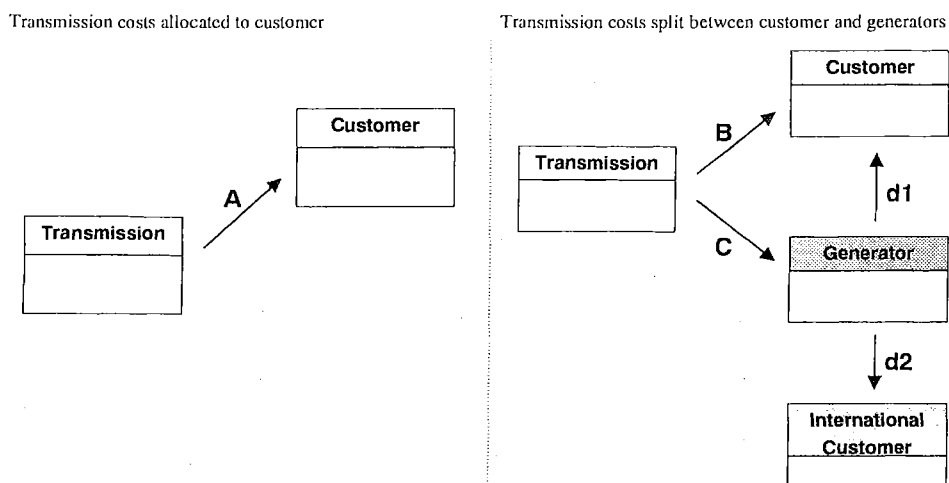 Transmission costs allocated to customer
Transmission costs split between customer and generators
Customer
A
Transmission
Customer
B
Transmission
d1
C
Generator
d2
International
Customer